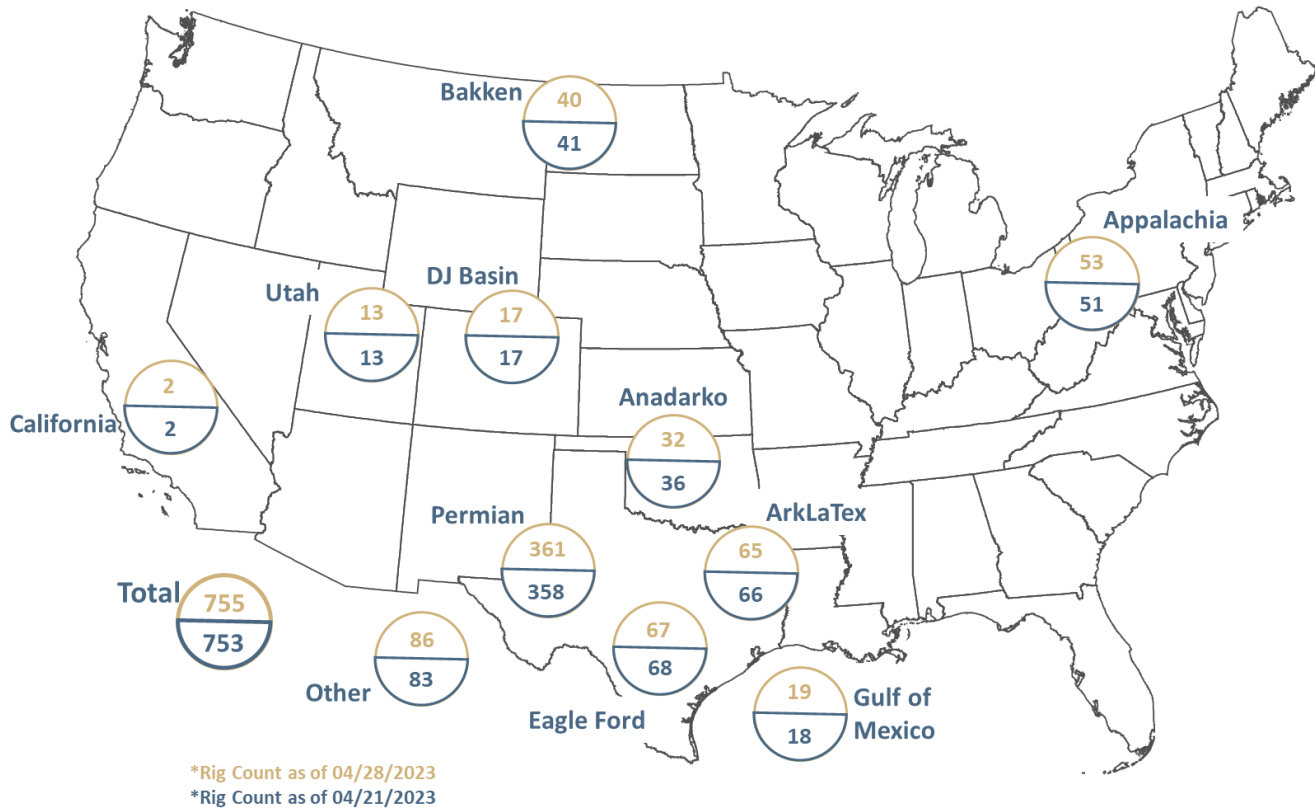 Bakken
40
41
Appalachia
53
51
DJ Basin
17
17
Utah
13
13
California
2
2
Anadarko
32
36
ArkLaTex
65
66
Permian
361
358
Total
755
753
Other
86
83
Eagle Ford
67
68
Gulf of
Mexico
19
18
*Rig Count as of 04/28/2023
*Rig Count as of 04/21/2023